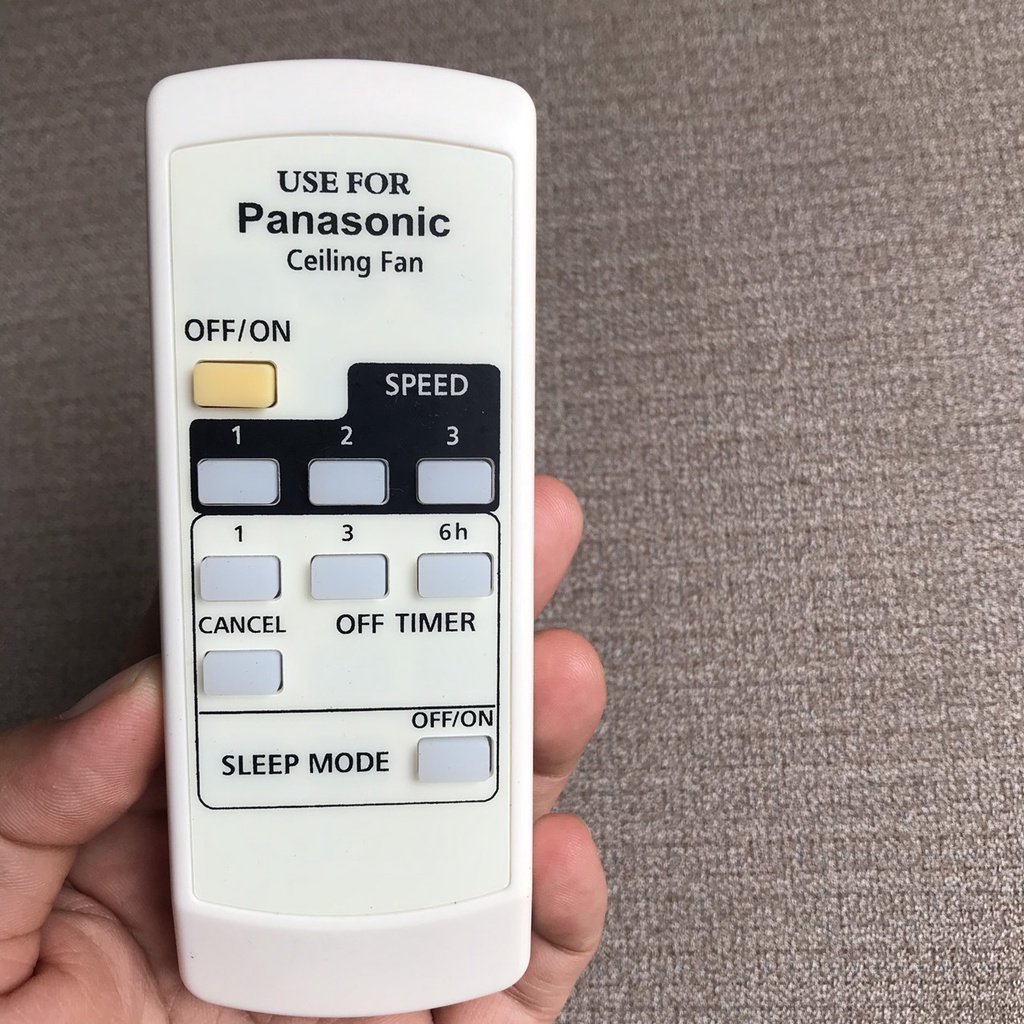 USE FOR
Panasonic
Ceiling Fan
OFF/ON
SPEED
1 2 3
1 3 6h
CANCEL OFF TIMER
OFF/ON
SLEEP MODE